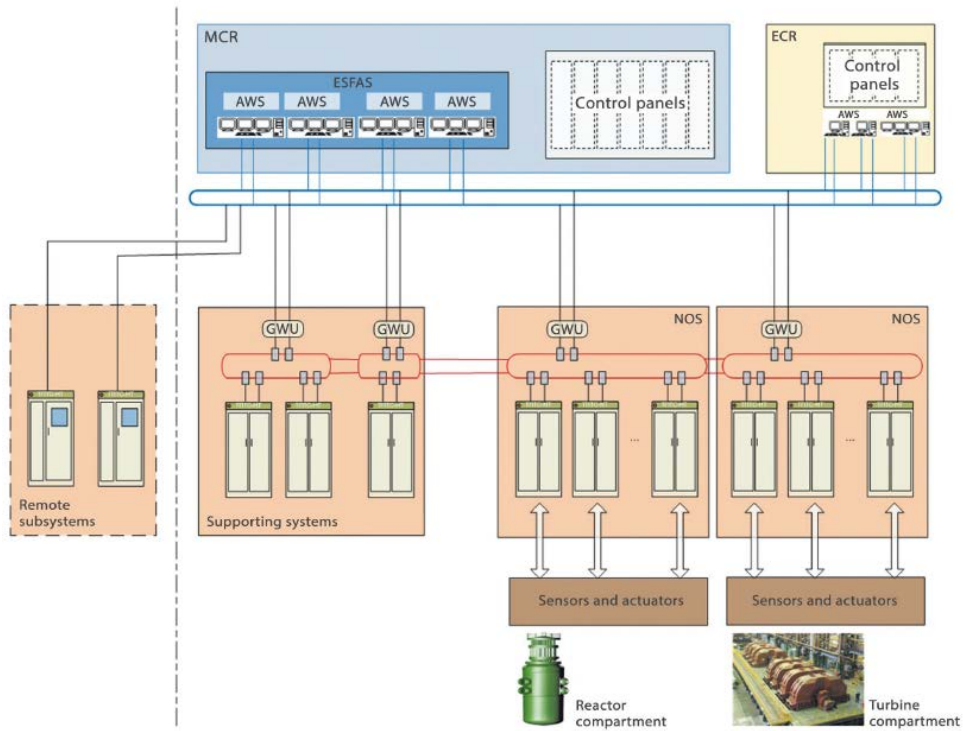 MCR
ECR
ESFAS
AWS AWS AWS AWS
Control panels
Control
panels
AWS AWS
GWU GWU GWU GWU
NOS NOS
...
...
Remote
subsystems
Supporting systems
Sensors and actuators
Sensors and actuators
Reactor
compartment
Turbine
compartment